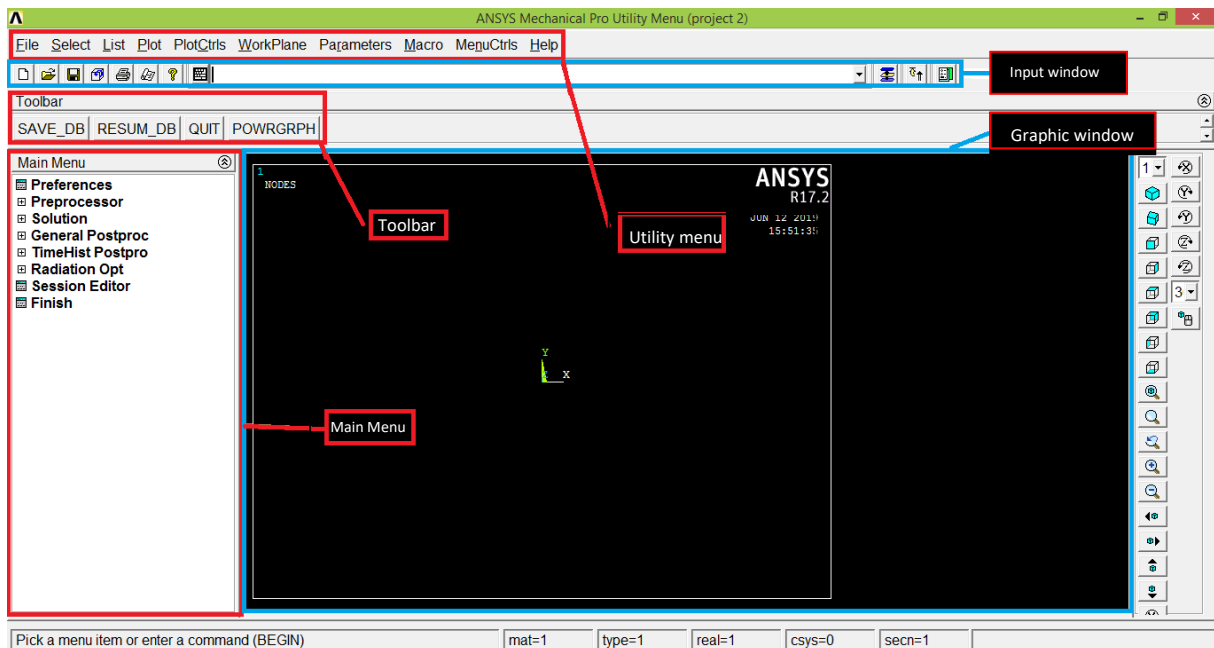 ANSYS Mechanical Pro Utility Menu (project 2)
File Select List Plot PlotCtrls WorkPlane Parameters Macro MenuCtrls Help
Input window
Toolbar
SAVE_DB RESUM_DB QUIT POWRGRPH
Graphic window
Main Menu
Preferences
Preprocessor
Solution
General Postproc
TimeHist Postpro
Radiation Opt
Session Editor
Finish
1
NODES
ANSYS
R17.2
JUN 12 2019
15:51:35
Toolbar
Utility menu
Y
X
Main Menu
1
3
Pick a menu item or enter a command (BEGIN) mat=1 type=1 real=1 csys=0 secn=1